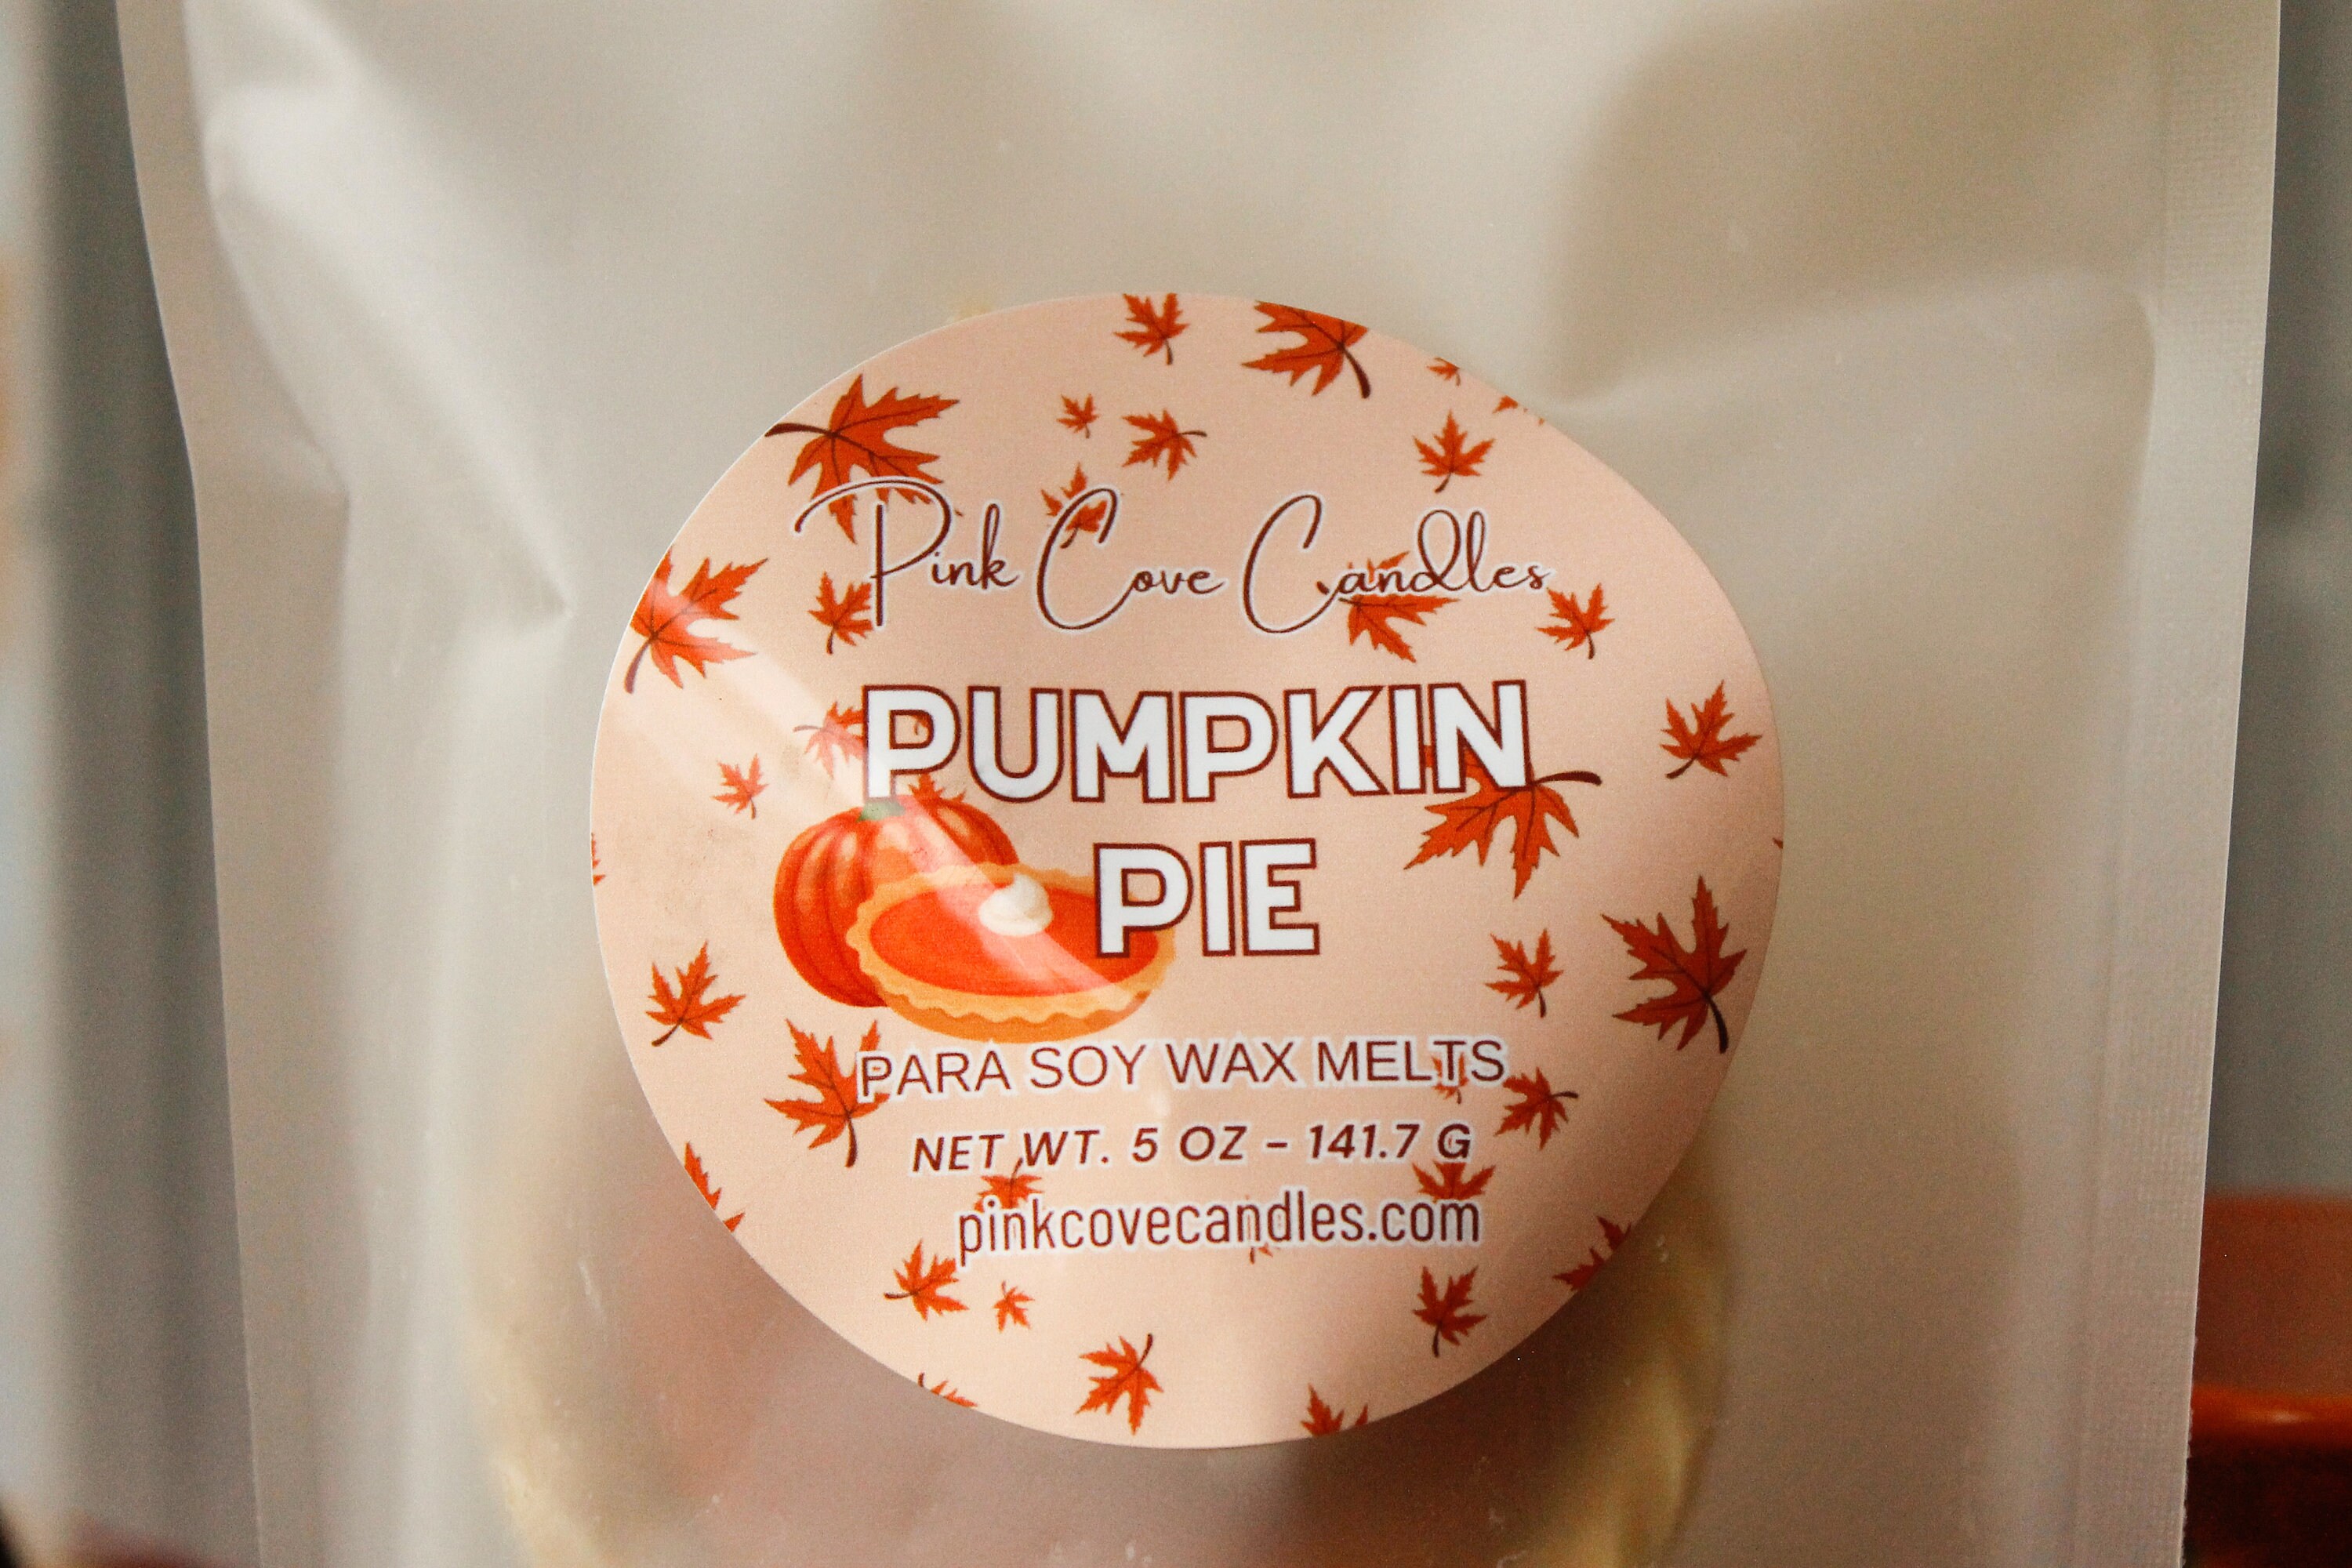 Pink Cove Candles
PUMPKIN
PIE
PARA SOY WAX MELTS
NET WT. 5 OZ - 141.7 G
pinkcovecandles.com